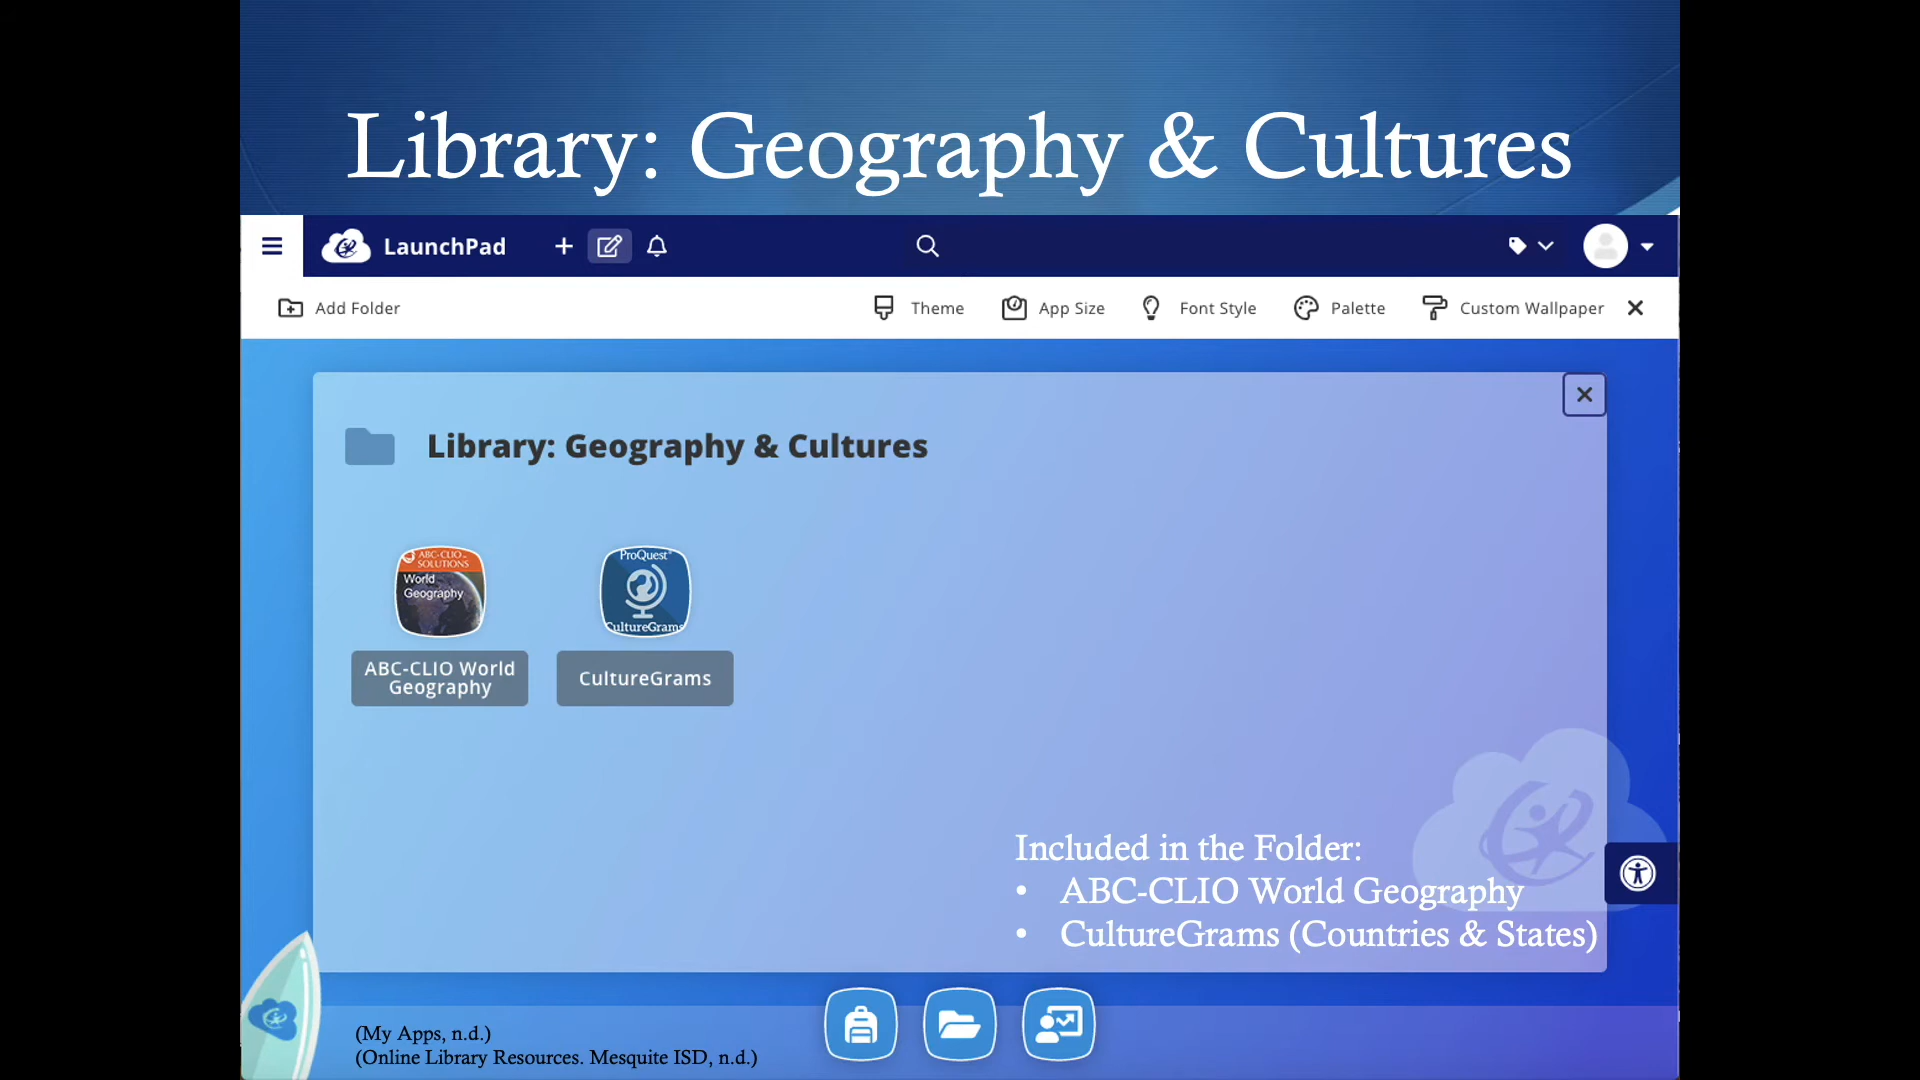 Library: Geography & Cultures
LaunchPad
Add Folder
Theme
App Size
Font Style
Palette
Custom Wallpaper
Library: Geography & Cultures
ABC-CLIO
SOLUTIONS
World
Geography
ProQuest
CultureGrams
ABC-CLIO World
Geography
CultureGrams
Included in the Folder:
• ABC-CLIO World Geography
• CultureGrams (Countries & States)
(My Apps, n.d.)
(Online Library Resources. Mesquite ISD, n.d.)